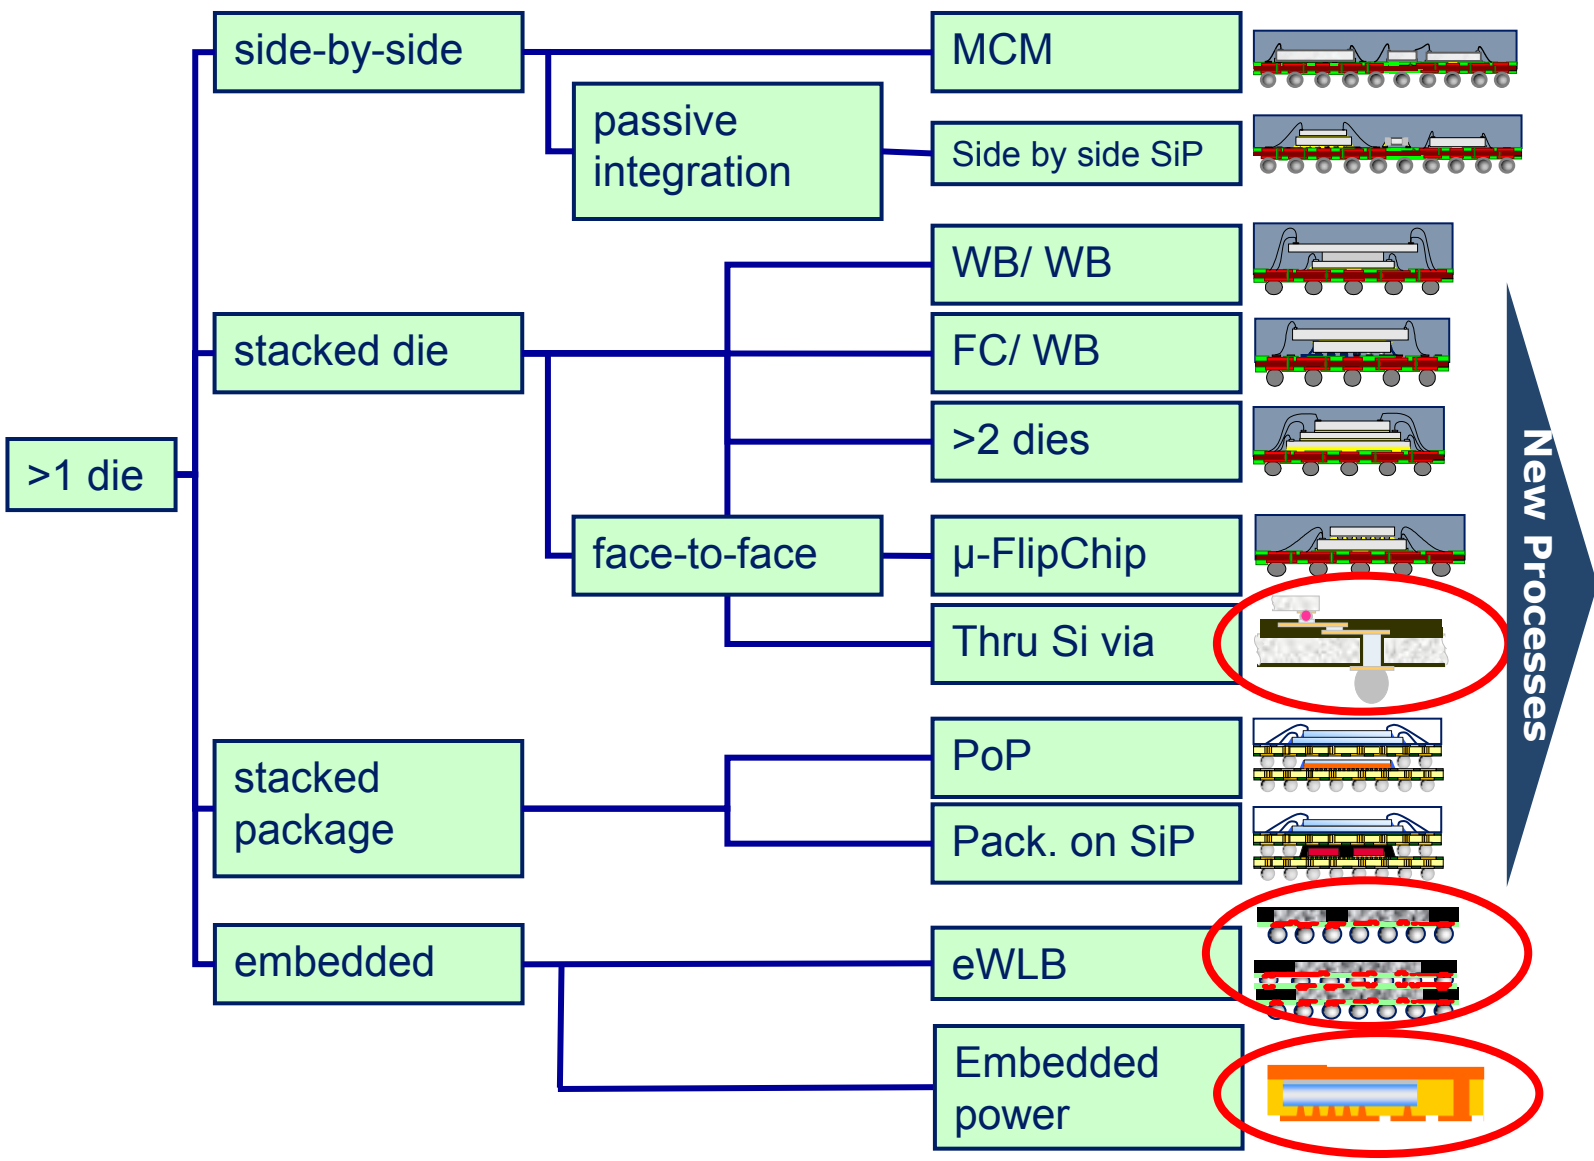 side-by-side
MCM
passive
integration
Side by side SiP
WB/ WB
stacked die
FC/ WB
>2 dies
>1 die
face-to-face
µ-FlipChip
Thru Si via
New Processes
stacked
package
PoP
Pack. on SiP
embedded
eWLB
Embedded
power